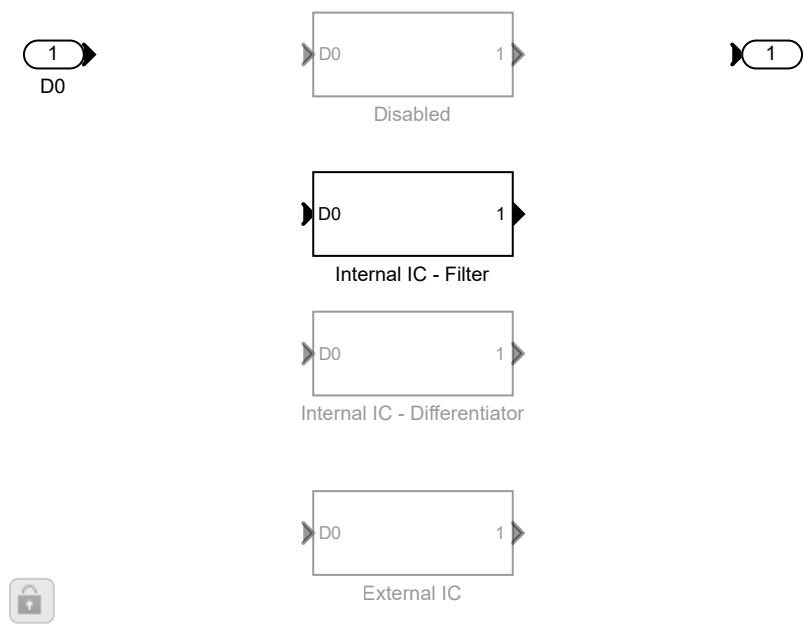 1
D0
D0 1
Disabled
1
D0 1
Internal IC - Filter
D0 1
Internal IC - Differentiator
D0 1
External IC